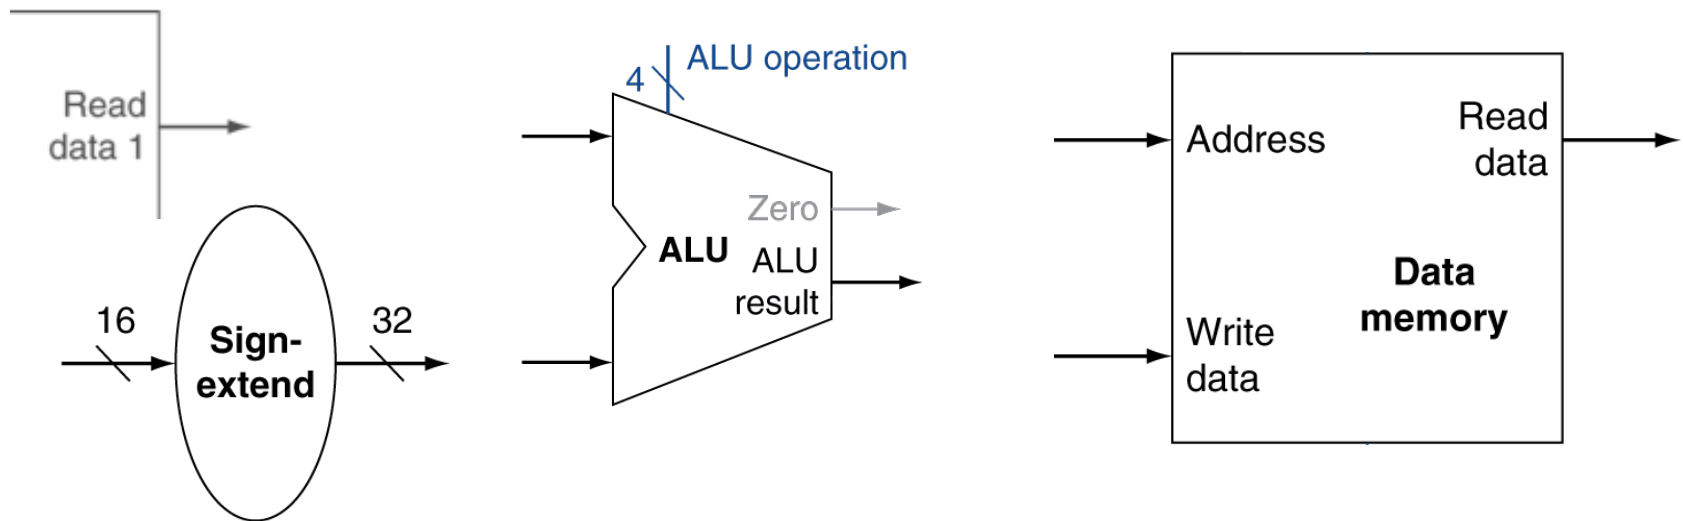 Read
data 1
16
Sign-
extend
32
4
ALU operation
Zero
ALU
ALU
result
Address
Read
data
Data
memory
Write
data